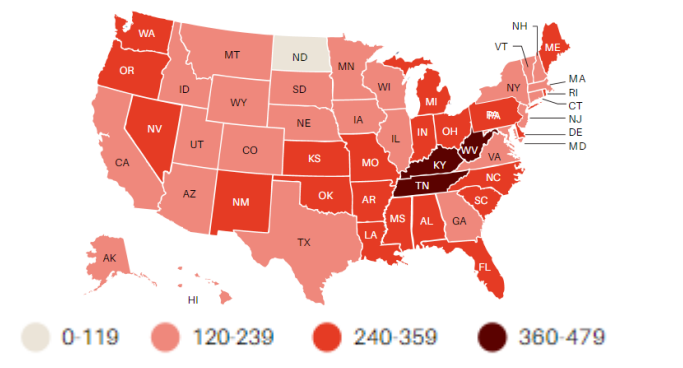 NH
WA
VT
ME
MT
ND
MN
OR
ID
SD
WI
NY
MA
WY
MI
RI
CT
NE
IA
PA
NJ
NV
OH
IN
IL
DE
UT
CO
WV
MD
CA
KS
MO
KY
VA
NC
TN
AZ
NM
OK
AR
SC
MS
AL
GA
TX
LA
AK
FL
HI
0-119 120-239 240-359 360-479